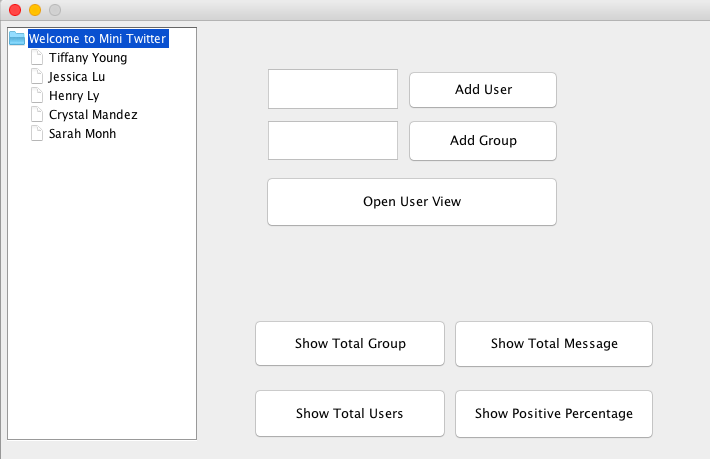 Welcome to Mini Twitter
Tiffany Young
Jessica Lu
Henry Ly
Crystal Mandez
Sarah Monh
Add User
Add Group
Open User View
Show Total Group
Show Total Message
Show Total Users
Show Positive Percentage